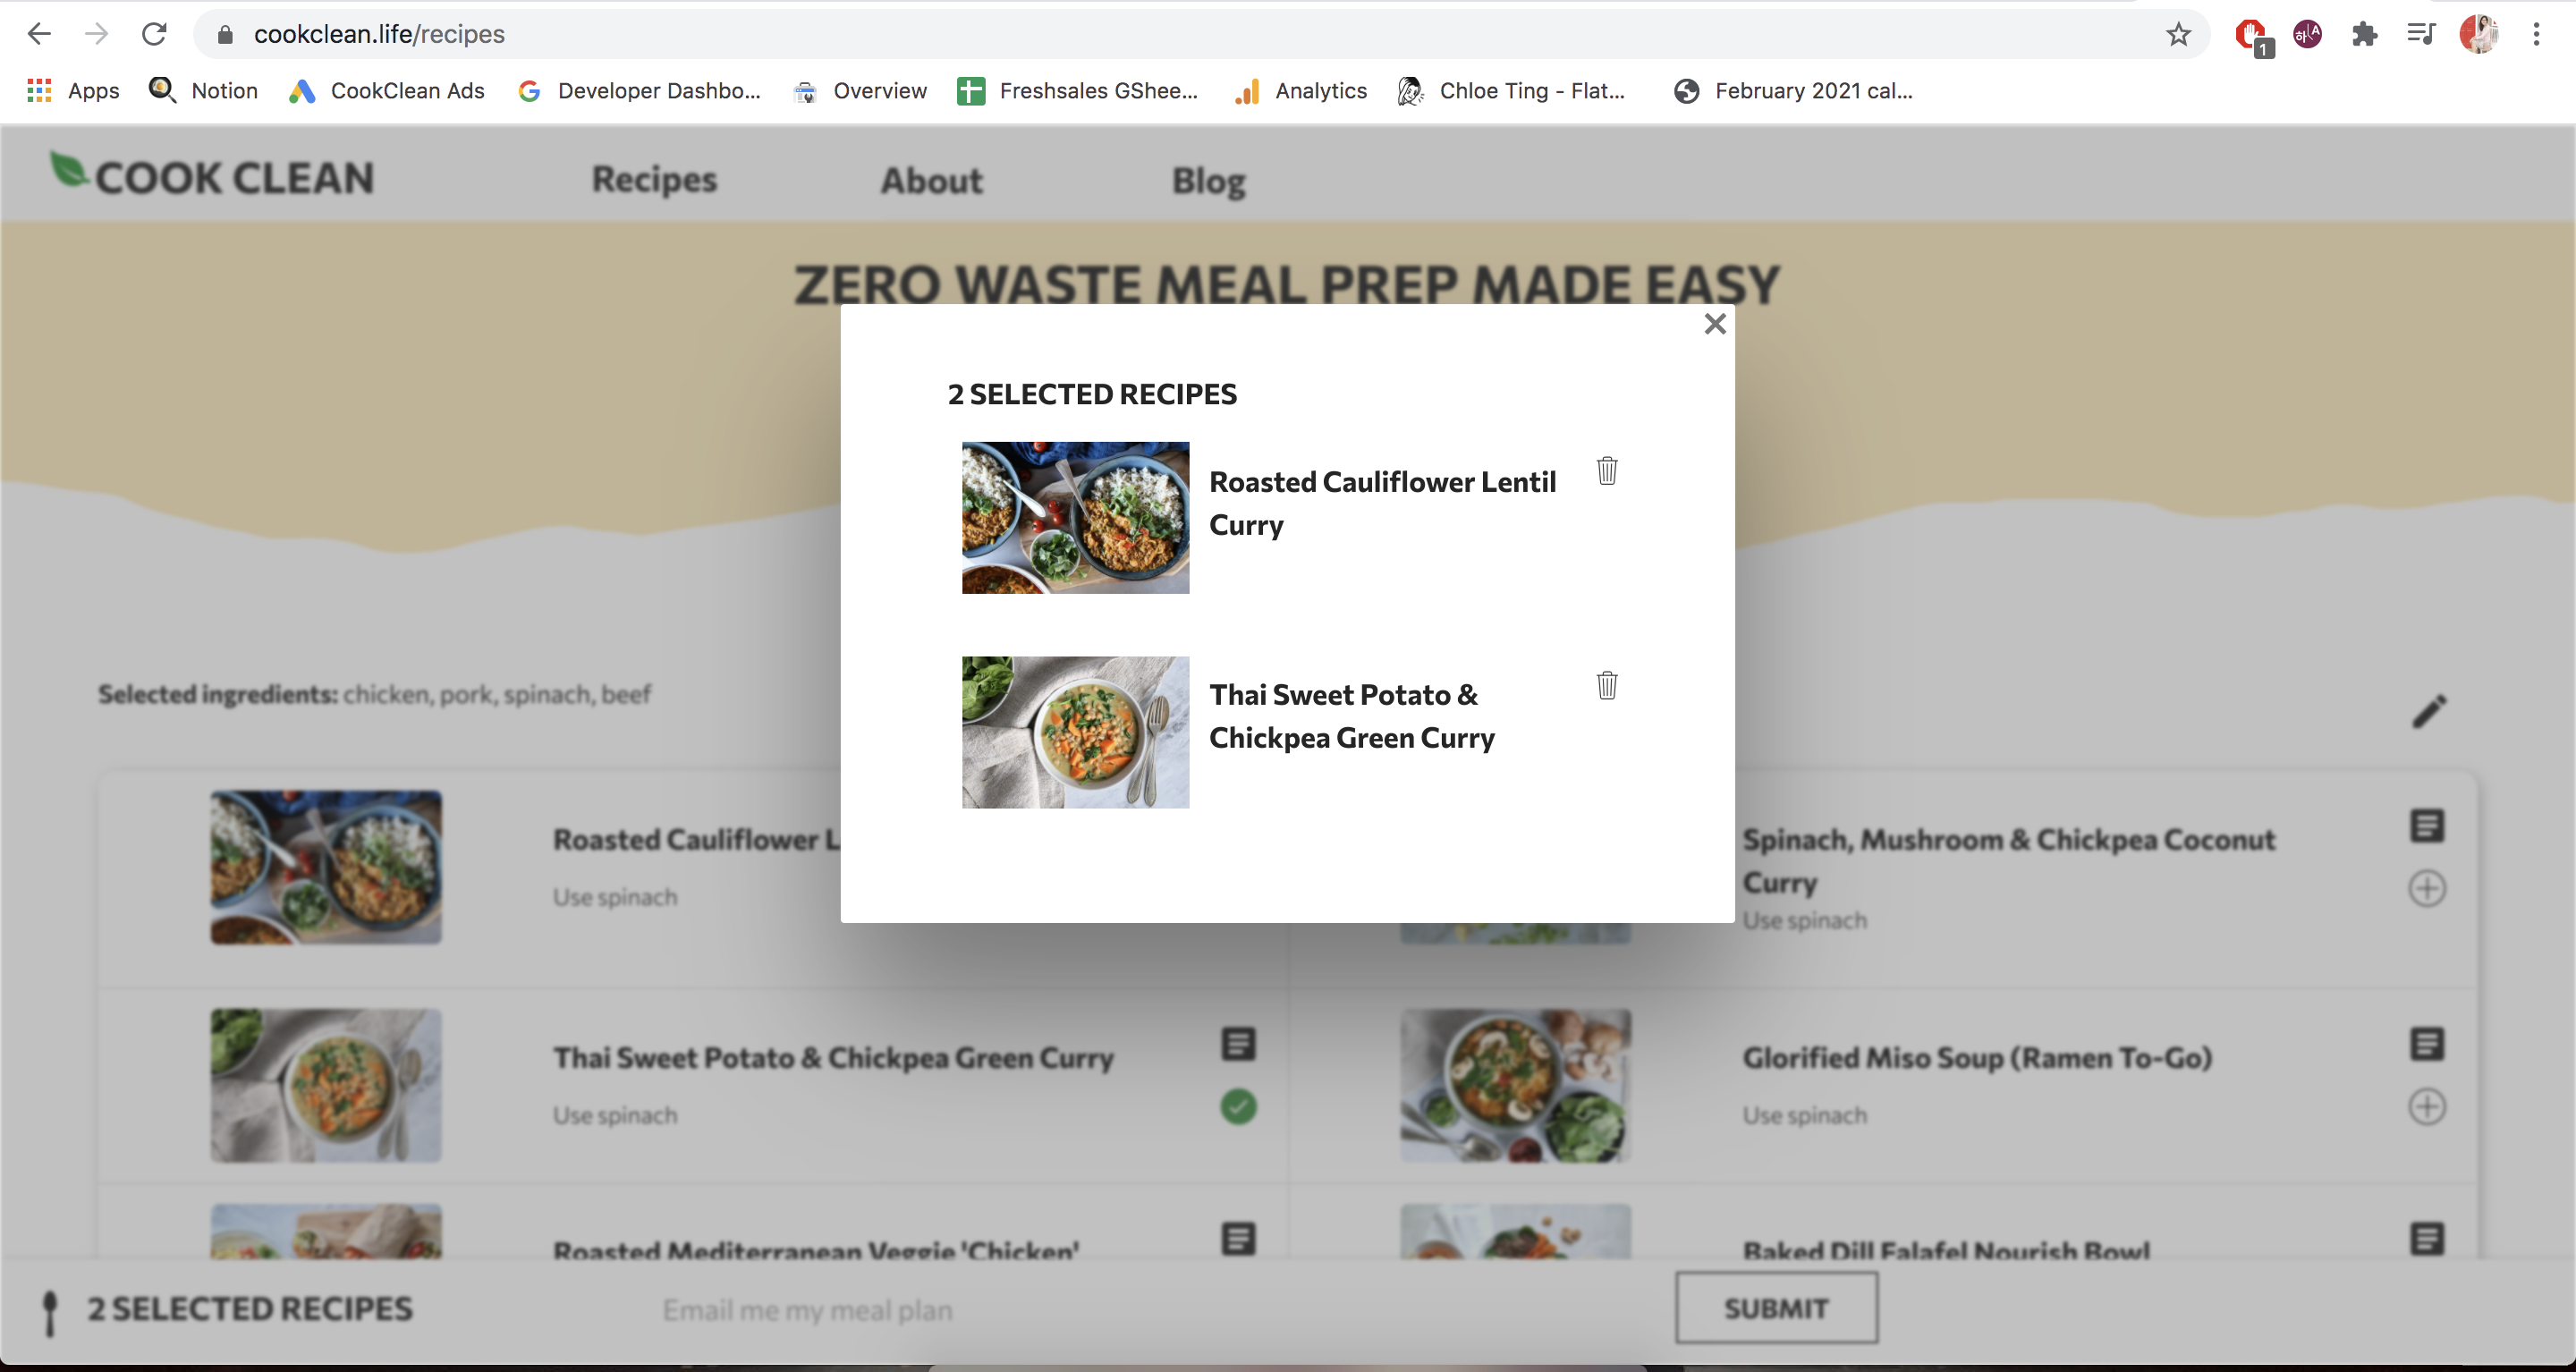 cookclean.life/recipes
1
하 A
Apps
Notion
CookClean Ads
Developer Dashbo...
Overview
Freshsales GShee...
Analytics
Chloe Ting - Flat...
February 2021 cal...
COOK CLEAN
Recipes
About
Blog
ZERO WASTE MEAL PREP MADE EASY
2 SELECTED RECIPES
Roasted Cauliflower Lentil
Curry
Thai Sweet Potato &
Chickpea Green Curry
Selected ingredients: chicken, pork, spinach, beef
Roasted Cauliflower L
Use spinach
Spinach, Mushroom & Chickpea Coconut
Curry
Use spinach
Thai Sweet Potato & Chickpea Green Curry
Use spinach
Glorified Miso Soup (Ramen To-Go)
Use spinach
Roasted Mediterranean Veggie 'Chicken'
Baked Dill Falafel Nourish Bowl
2 SELECTED RECIPES
Email me my meal plan
SUBMIT